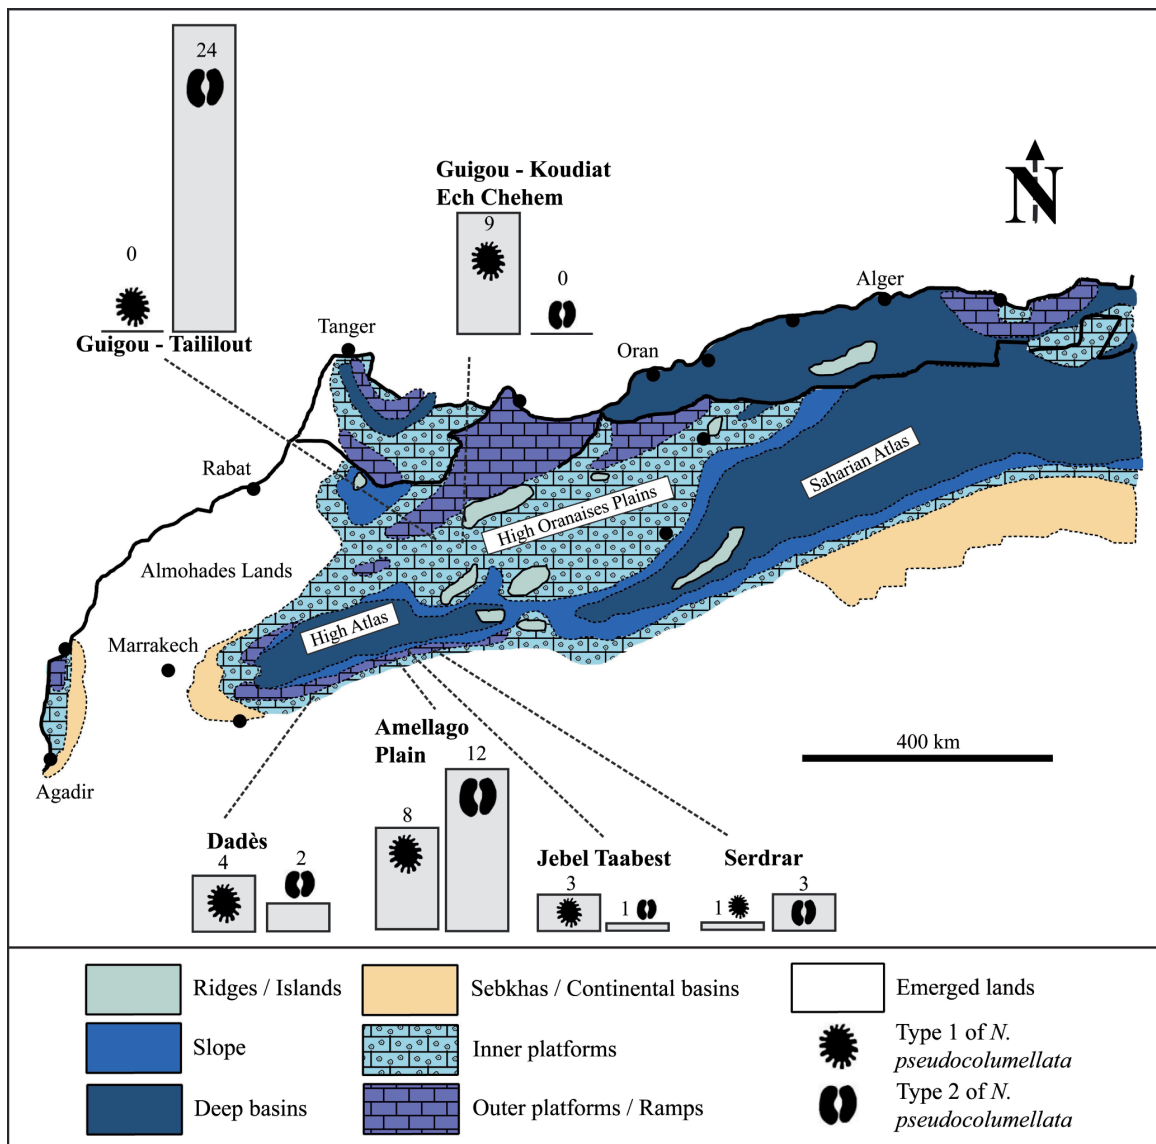 24
0
Guigou - Taililout
Guigou - Koudiat
Ech Chehem
9
0
N
Tanger
Alger
Oran
Rabat
Saharian Atlas
High Oranaises Plains
Almohades Lands
High Atlas
Marrakech
Agadir
400 km
Amellago
Plain
8
12
Dadès
4
2
Jebel Taabest
3
1
Serdrar
1
3
Ridges / Islands
Slope
Deep basins
Sebkhas / Continental basins
Inner platforms
Outer platforms / Ramps
Emerged lands
Type 1 of N.
pseudocolumellata
Type 2 of N.
pseudocolumellata